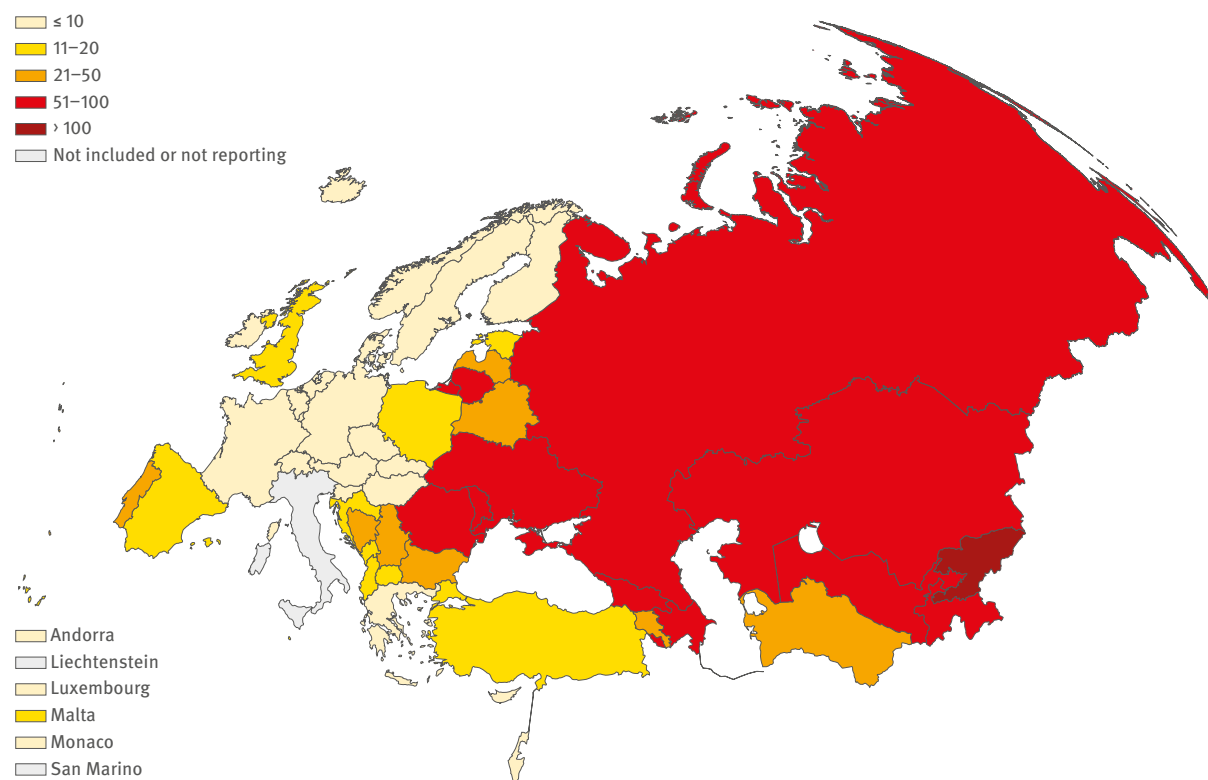 ≤ 10
11–20
21–50
51–100
› 100
Not included or not reporting
Andorra
Liechtenstein
Luxembourg
Malta
Monaco
San Marino